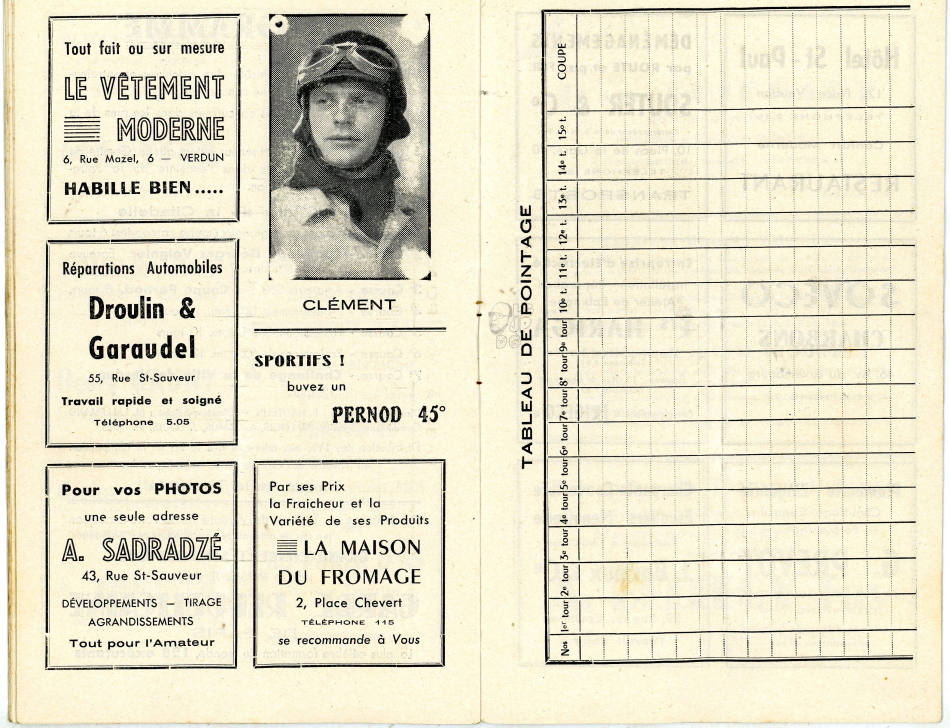 Tout fait ou sur mesure
LE VÊTEMENT
MODERNE
6, Rue Mazel, 6 — VERDUN
HABILLE BIEN.....
Réparations Automobiles
Droulin &
Garaudel
55, Rue St-Sauveur
Travail rapide et soigné
Téléphone 5.05
Pour vos PHOTOS
une seule adresse
A. SADRADZÉ
43, Rue St-Sauveur
DÉVELOPPEMENTS — TIRAGE
AGRANDISSEMENTS
Tout pour l'Amateur
CLÉMENT
SPORTIFS !
buvez un
PERNOD 45°
Par ses Prix
la Fraicheur et la
Variété de ses Produits
LA MAISON
DU FROMAGE
2, Place Chevert
TÉLÉPHONE 115
se recommande à Vous
TABLEAU DE POINTAGE
Nos
1er tour
2e tour
3e tour
4e tour
5e tour
6e tour
7e tour
8e tour
9e tour
10e t.
11e t.
12e t.
13e t.
14e t.
15e t.
COUPE